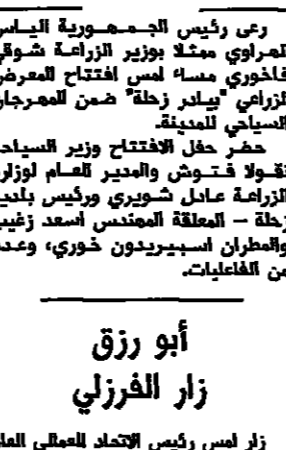 رعى رئيس الجمهورية الياس
الهراوي ممثلا بوزير الزراعة شوقي
فاخوري مساء امس افتتاح المعرض
الزراعي "بيادر زحلة" ضمن المهرجان
السياحي للمدينة.
حضر حفل الافتتاح وزير السياحة
نقولا فتوش والمدير العام لوزارة
الزراعة عادل شويري ورئيس بلدية
زحلة – المعلقة المهندس اسعد زغيب
والمطران اسبيريدون خوري، وعدد
من الفاعليات.
أبو رزق
زار الفرزلي
زار امس رئيس الاتحاد العمالي العام